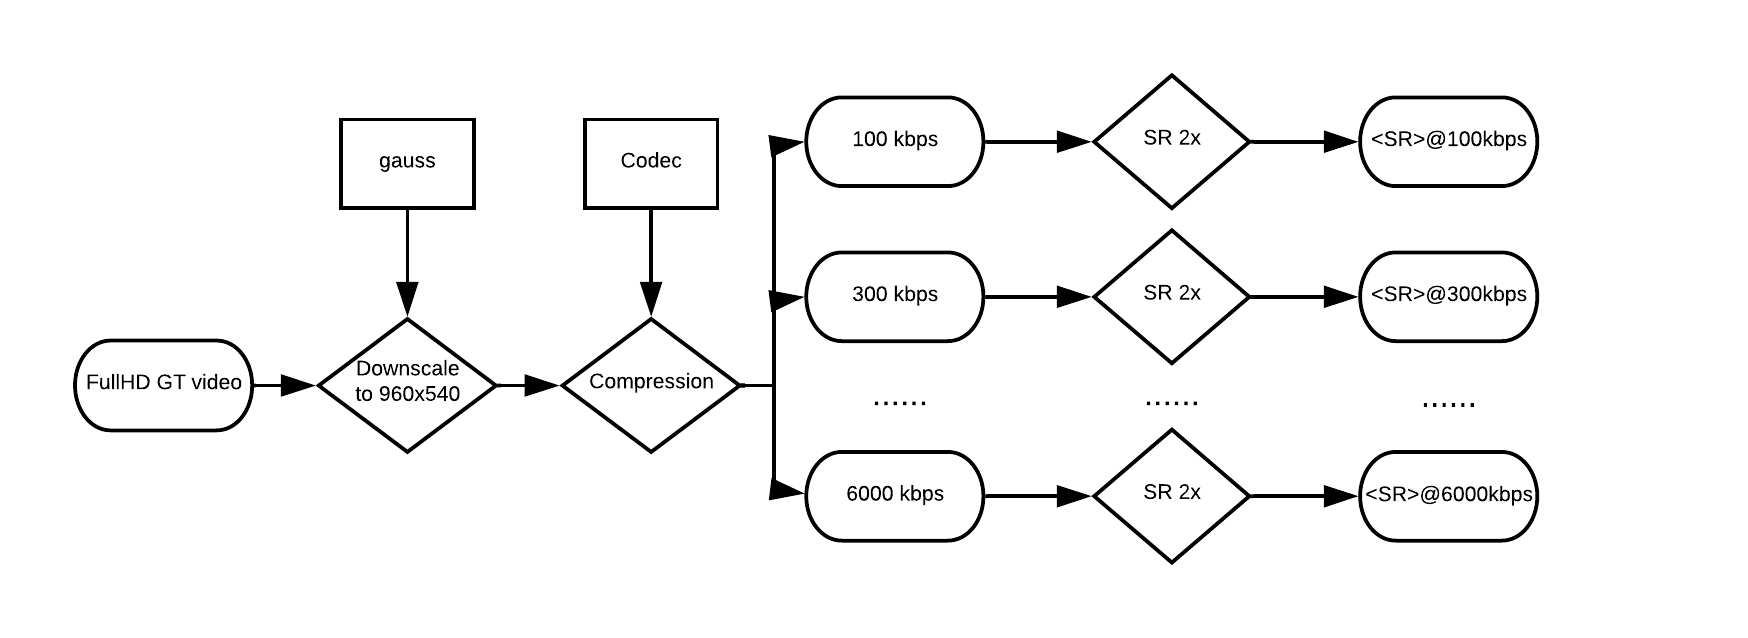 gauss
Codec
FullHD GT video
Downscale
to 960x540
Compression
100 kbps
SR 2x
<SR>@100kbps
300 kbps
SR 2x
<SR>@300kbps
......
......
......
6000 kbps
SR 2x
<SR>@6000kbps